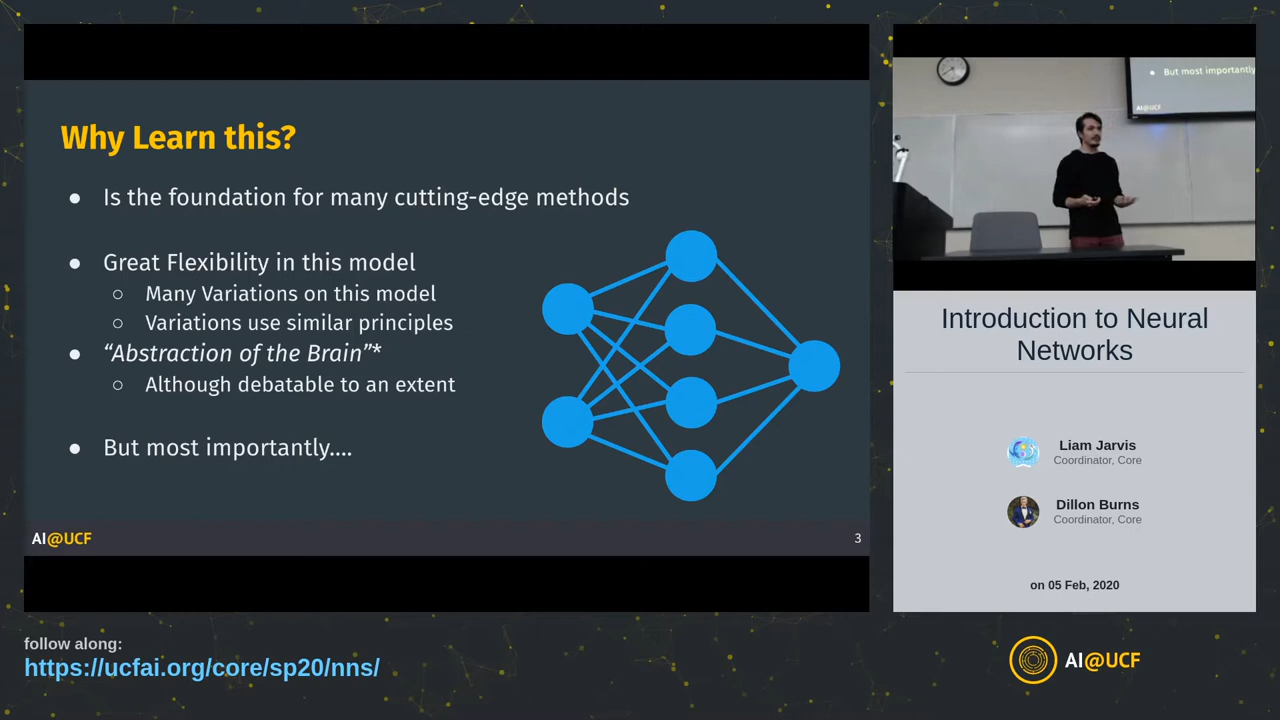 Why Learn this?
● Is the foundation for many cutting-edge methods
● Great Flexibility in this model
○ Many Variations on this model
○ Variations use similar principles
● “Abstraction of the Brain”*
○ Although debatable to an extent
● But most importantly....
AI@UCF
3
● But most importantly
AI@UCF
Introduction to Neural
Networks
Liam Jarvis
Coordinator, Core
Dillon Burns
Coordinator, Core
on 05 Feb, 2020
follow along:
https://ucfai.org/core/sp20/nns/
AI@UCF